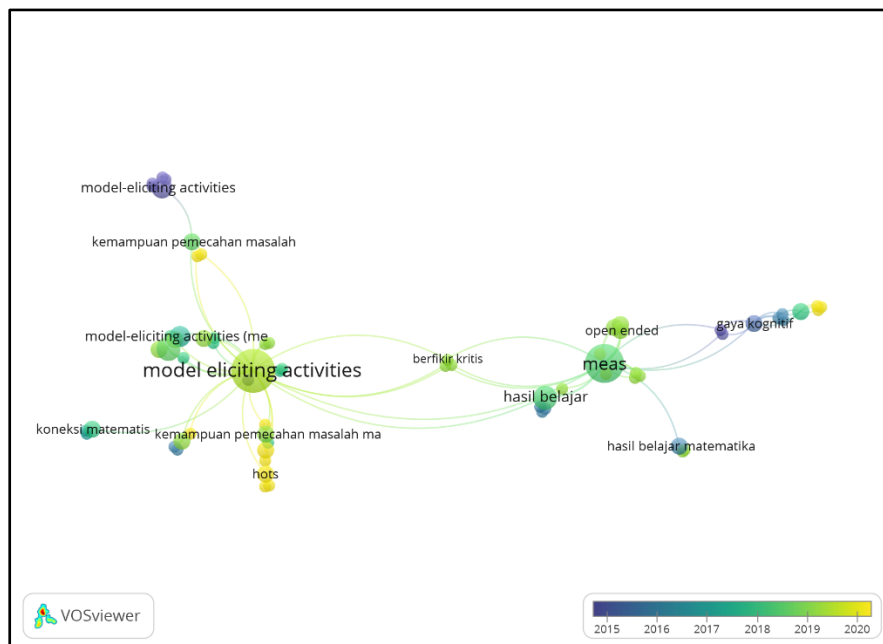 model-eliciting activities
kemampuan pemecahan masalah
model-eliciting activities (me
model eliciting activities
koneksi matematis
kemampuan pemecahan masalah ma
hots
berfikir kritis
open ended
meas
hasil belajar
gaya kognitif
hasil belajar matematika
VOSviewer
2015 2016 2017 2018 2019 2020